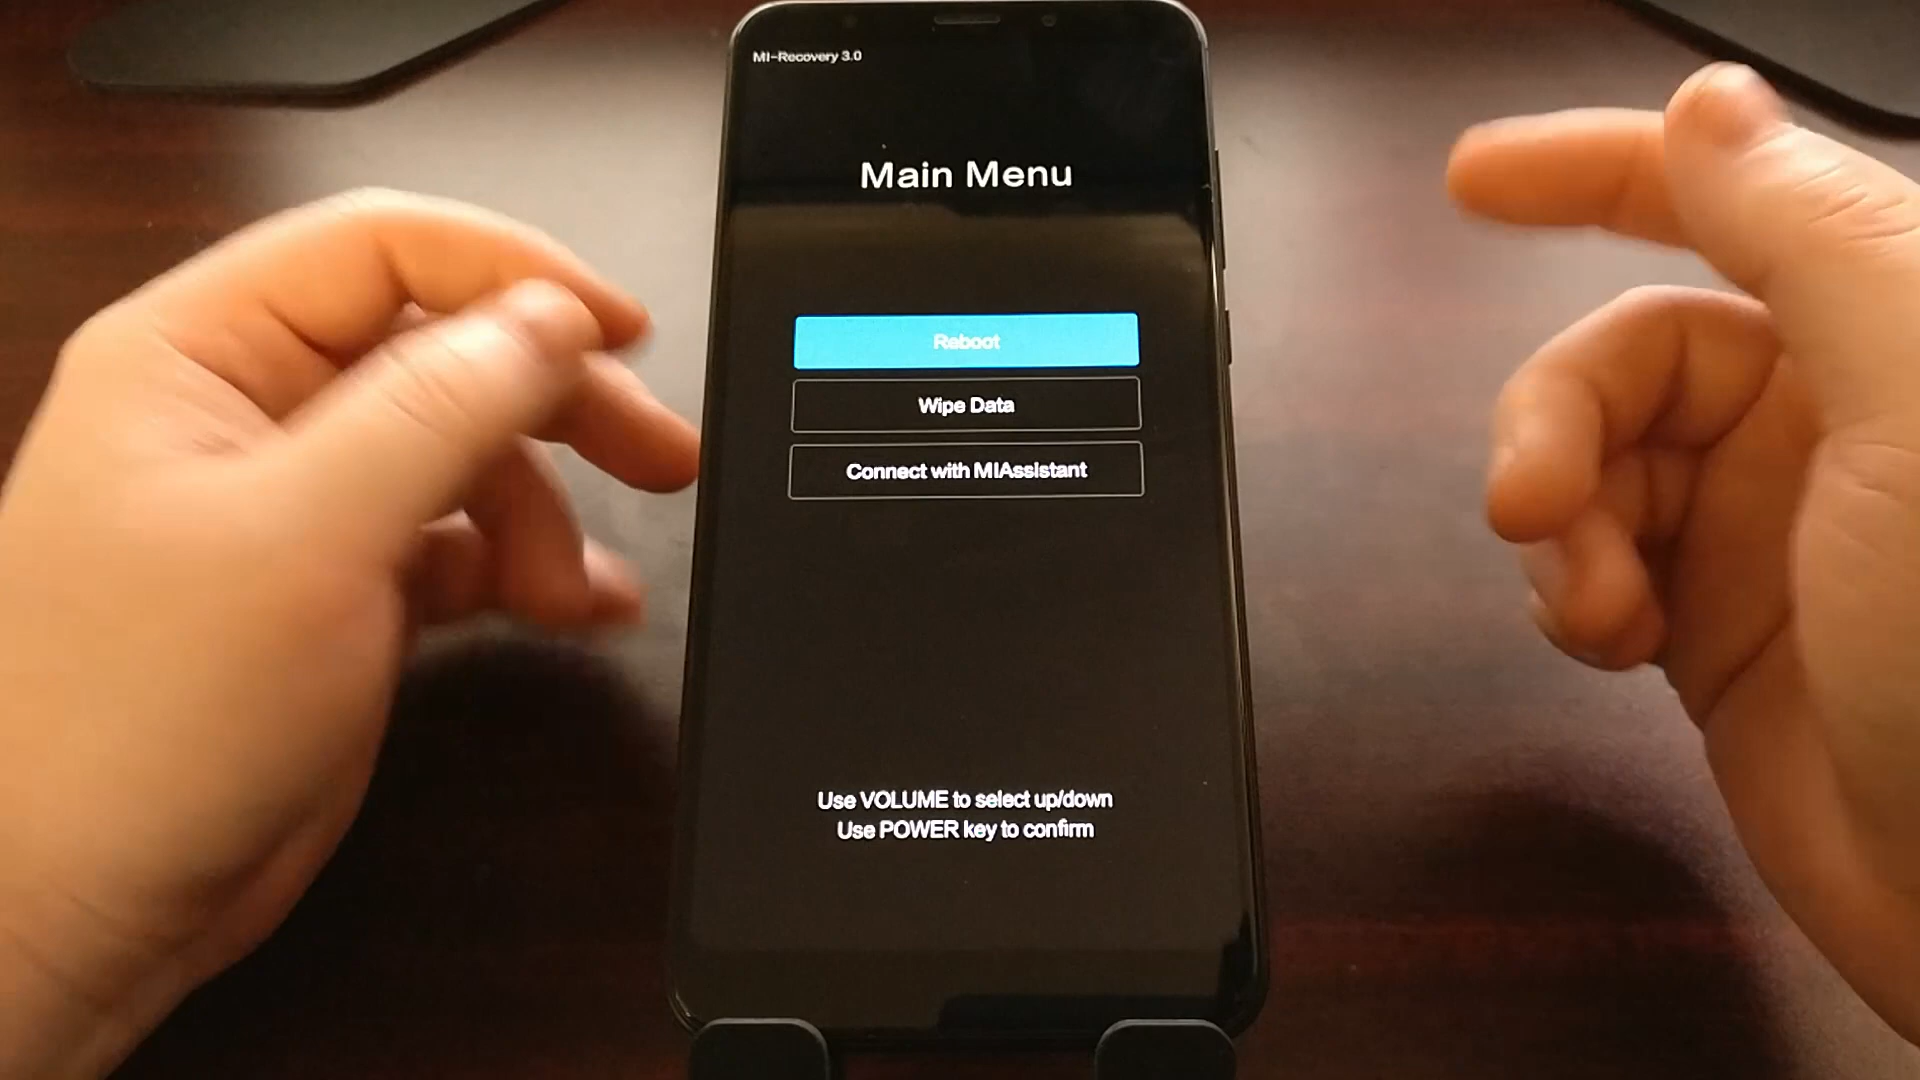 MI-Recovery 3.0
Main Menu
Reboot
Wipe Data
Connect with MIAssistant
Use VOLUME to select up/down
Use POWER key to confirm